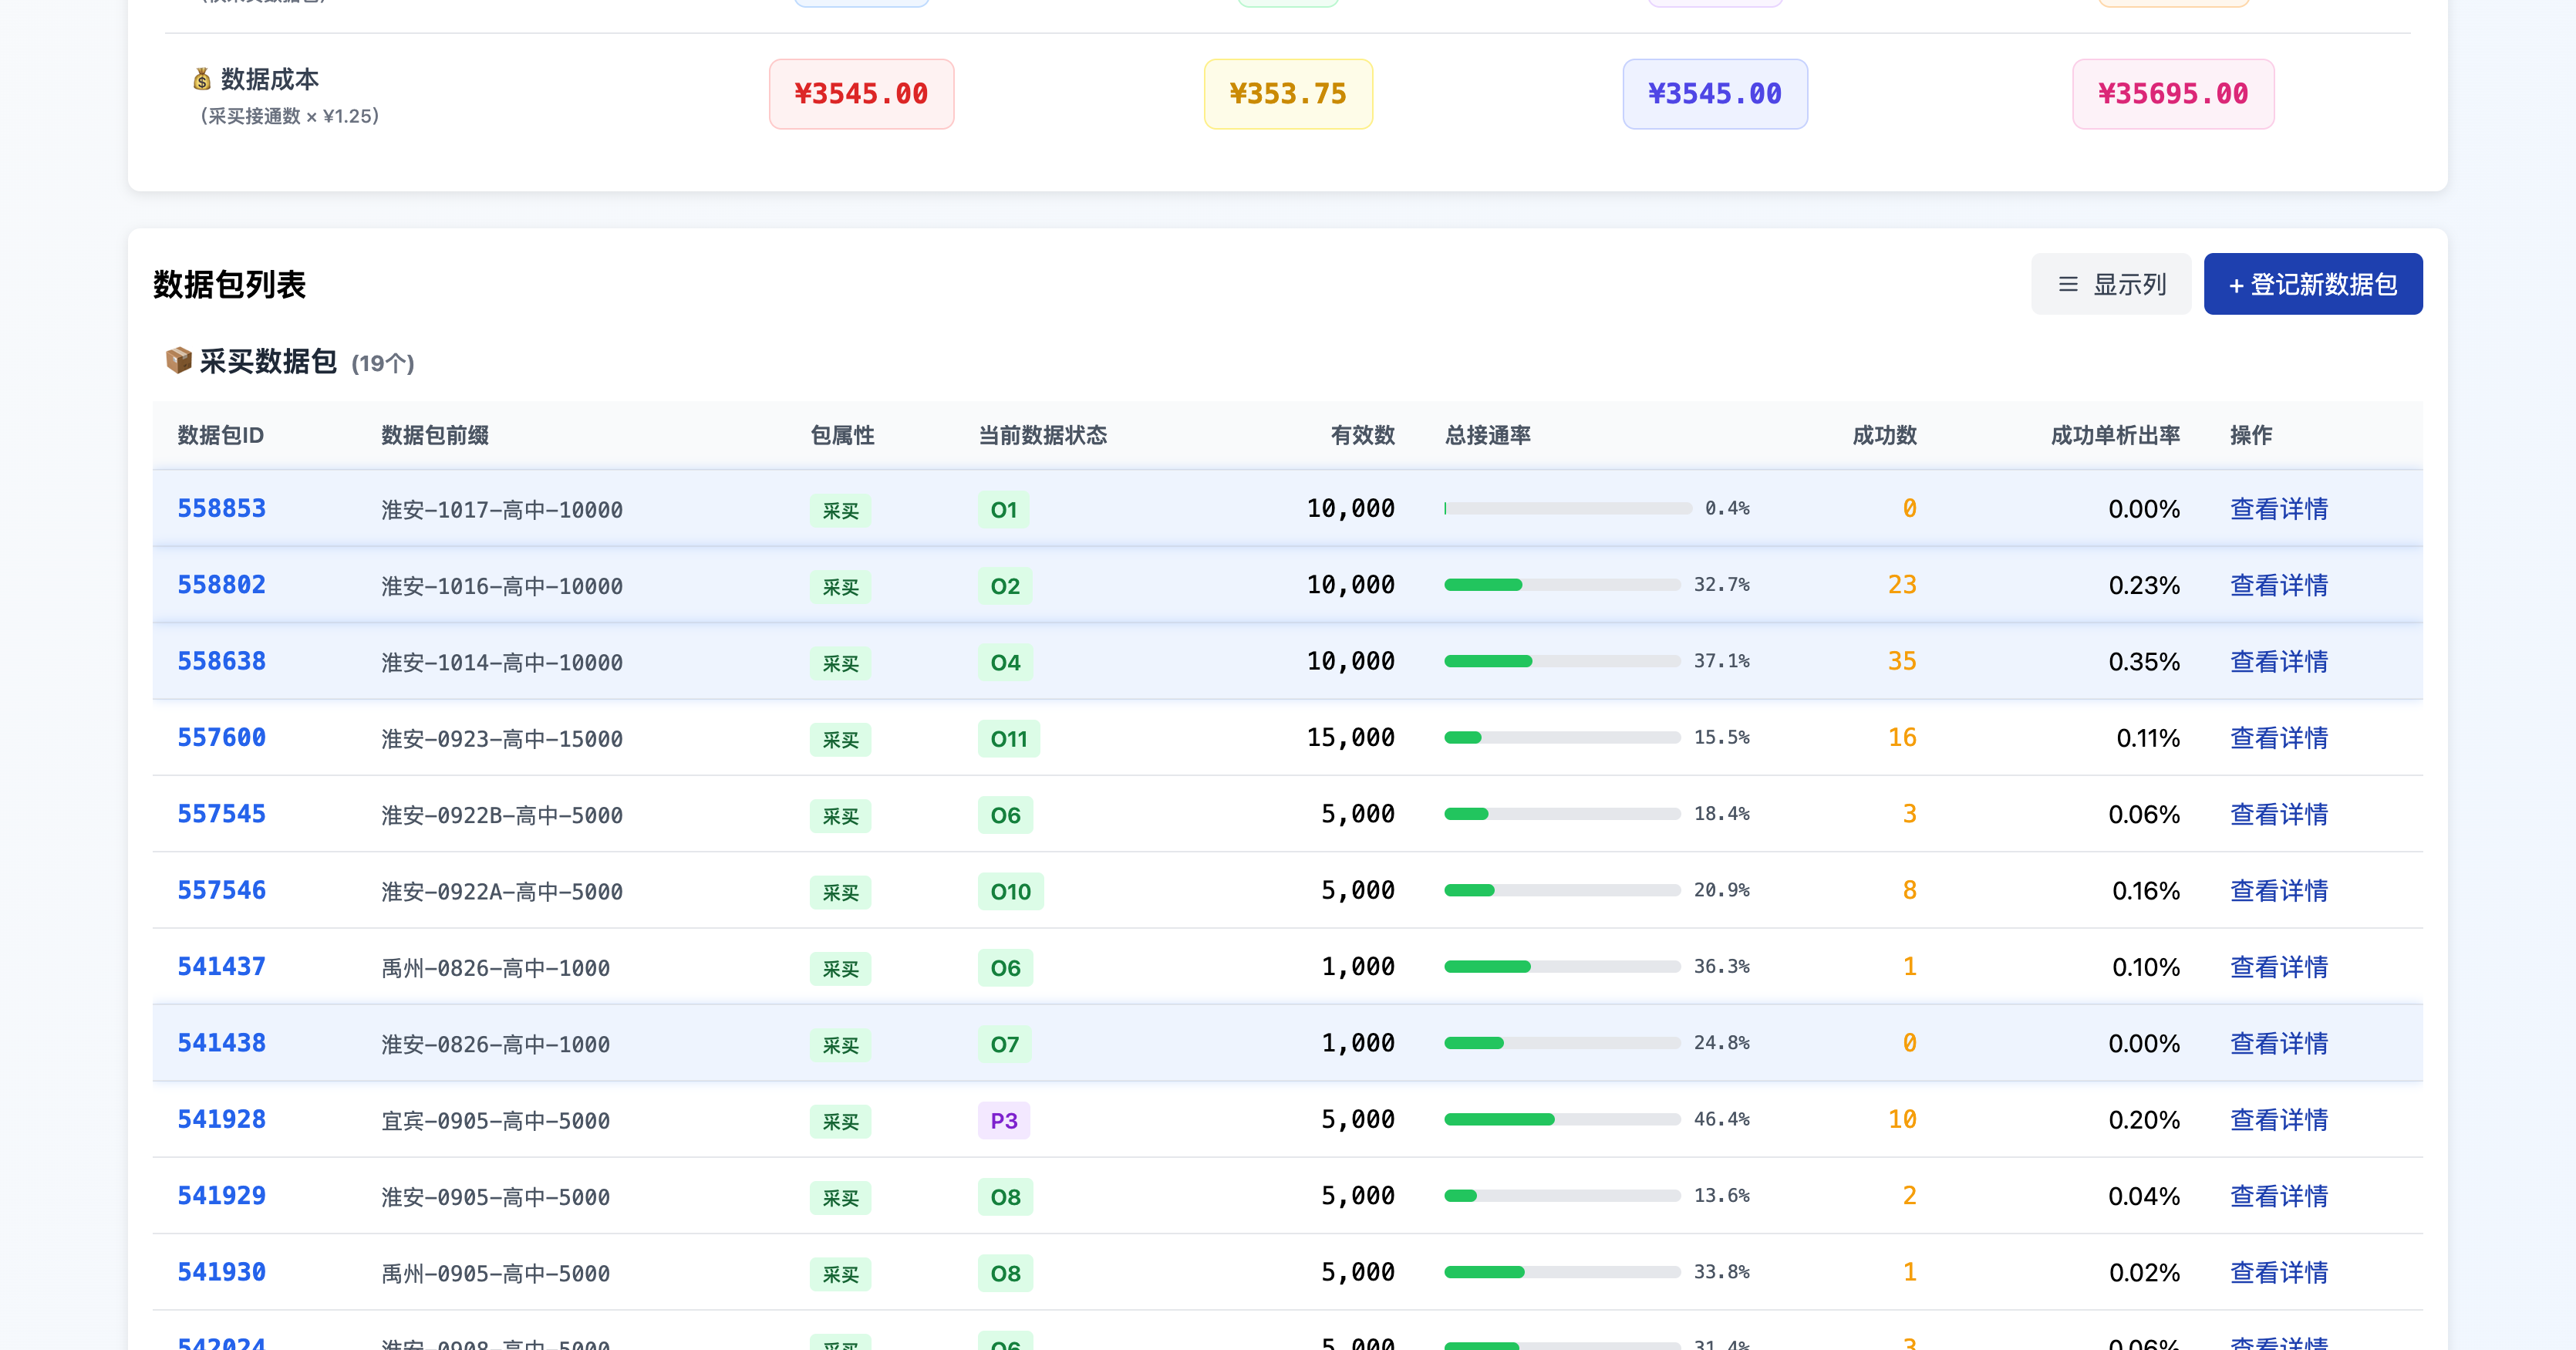 💰 数据成本 ¥3545.00 ¥353.75 ¥3545.00 ¥35695.00
(采买接通数 × ¥1.25)
数据包列表 显示列 + 登记新数据包
📦 采买数据包 (19个)
数据包ID 数据包前缀 包属性 当前数据状态 有效数 总接通率 成功数 成功单析出率 操作
558853 淮安-1017-高中-10000 采买 O1 10,000 0.4% 0 0.00% 查看详情
558802 淮安-1016-高中-10000 采买 O2 10,000 32.7% 23 0.23% 查看详情
558638 淮安-1014-高中-10000 采买 O4 10,000 37.1% 35 0.35% 查看详情
557600 淮安-0923-高中-15000 采买 O11 15,000 15.5% 16 0.11% 查看详情
557545 淮安-0922B-高中-5000 采买 O6 5,000 18.4% 3 0.06% 查看详情
557546 淮安-0922A-高中-5000 采买 O10 5,000 20.9% 8 0.16% 查看详情
541437 禹州-0826-高中-1000 采买 O6 1,000 36.3% 1 0.10% 查看详情
541438 淮安-0826-高中-1000 采买 O7 1,000 24.8% 0 0.00% 查看详情
541928 宜宾-0905-高中-5000 采买 P3 5,000 46.4% 10 0.20% 查看详情
541929 淮安-0905-高中-5000 采买 O8 5,000 13.6% 2 0.04% 查看详情
541930 禹州-0905-高中-5000 采买 O8 5,000 33.8% 1 0.02% 查看详情
542024 淮安-0908-高中-5000 采买 O6 5,000 31.4% 3 0.06% 查看详情